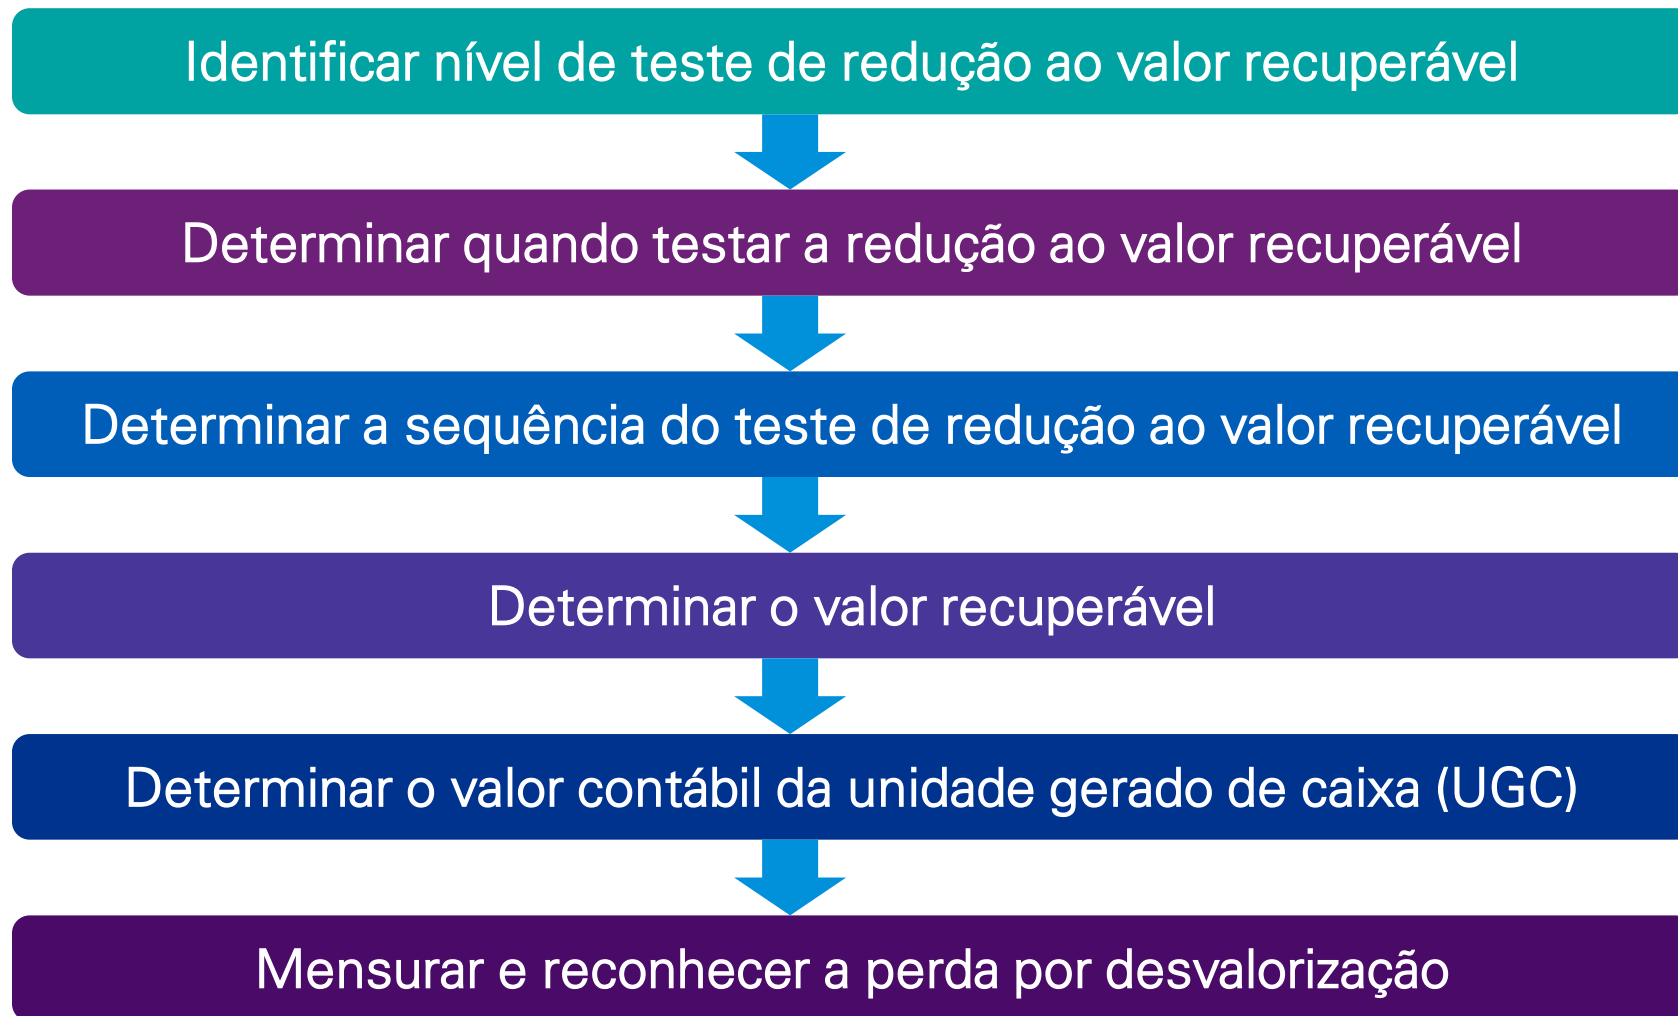 Identificar nível de teste de redução ao valor recuperável
Determinar quando testar a redução ao valor recuperável
Determinar a sequência do teste de redução ao valor recuperável
Determinar o valor recuperável
Determinar o valor contábil da unidade gerado de caixa (UGC)
Mensurar e reconhecer a perda por desvalorização